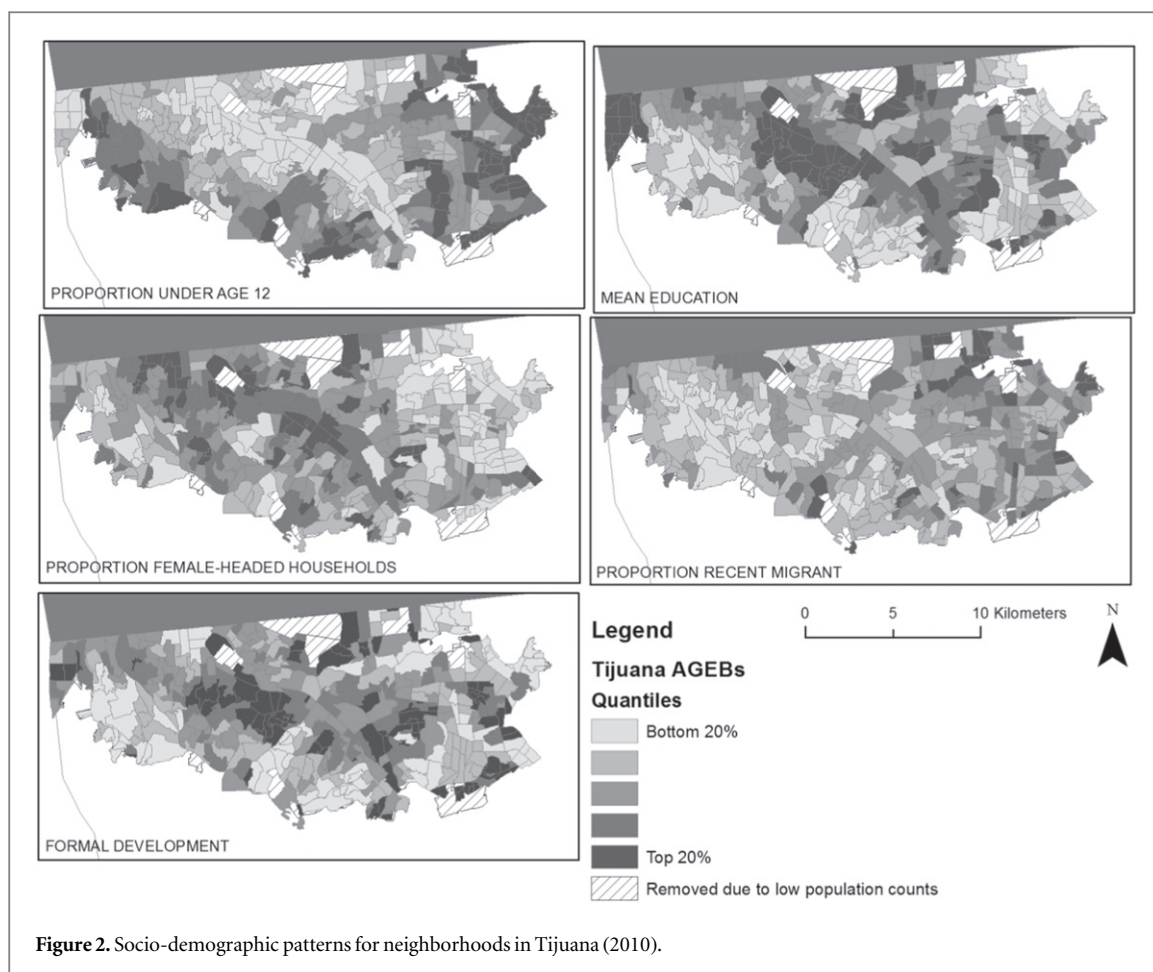 PROPORTION UNDER AGE 12
MEAN EDUCATION
PROPORTION FEMALE-HEADED HOUSEHOLDS
PROPORTION RECENT MIGRANT
FORMAL DEVELOPMENT
0 5 10 Kilometers
N
Legend
Tijuana AGEBs
Quantiles
Bottom 20%
Top 20%
Removed due to low population counts
Figure 2. Socio-demographic patterns for neighborhoods in Tijuana (2010).